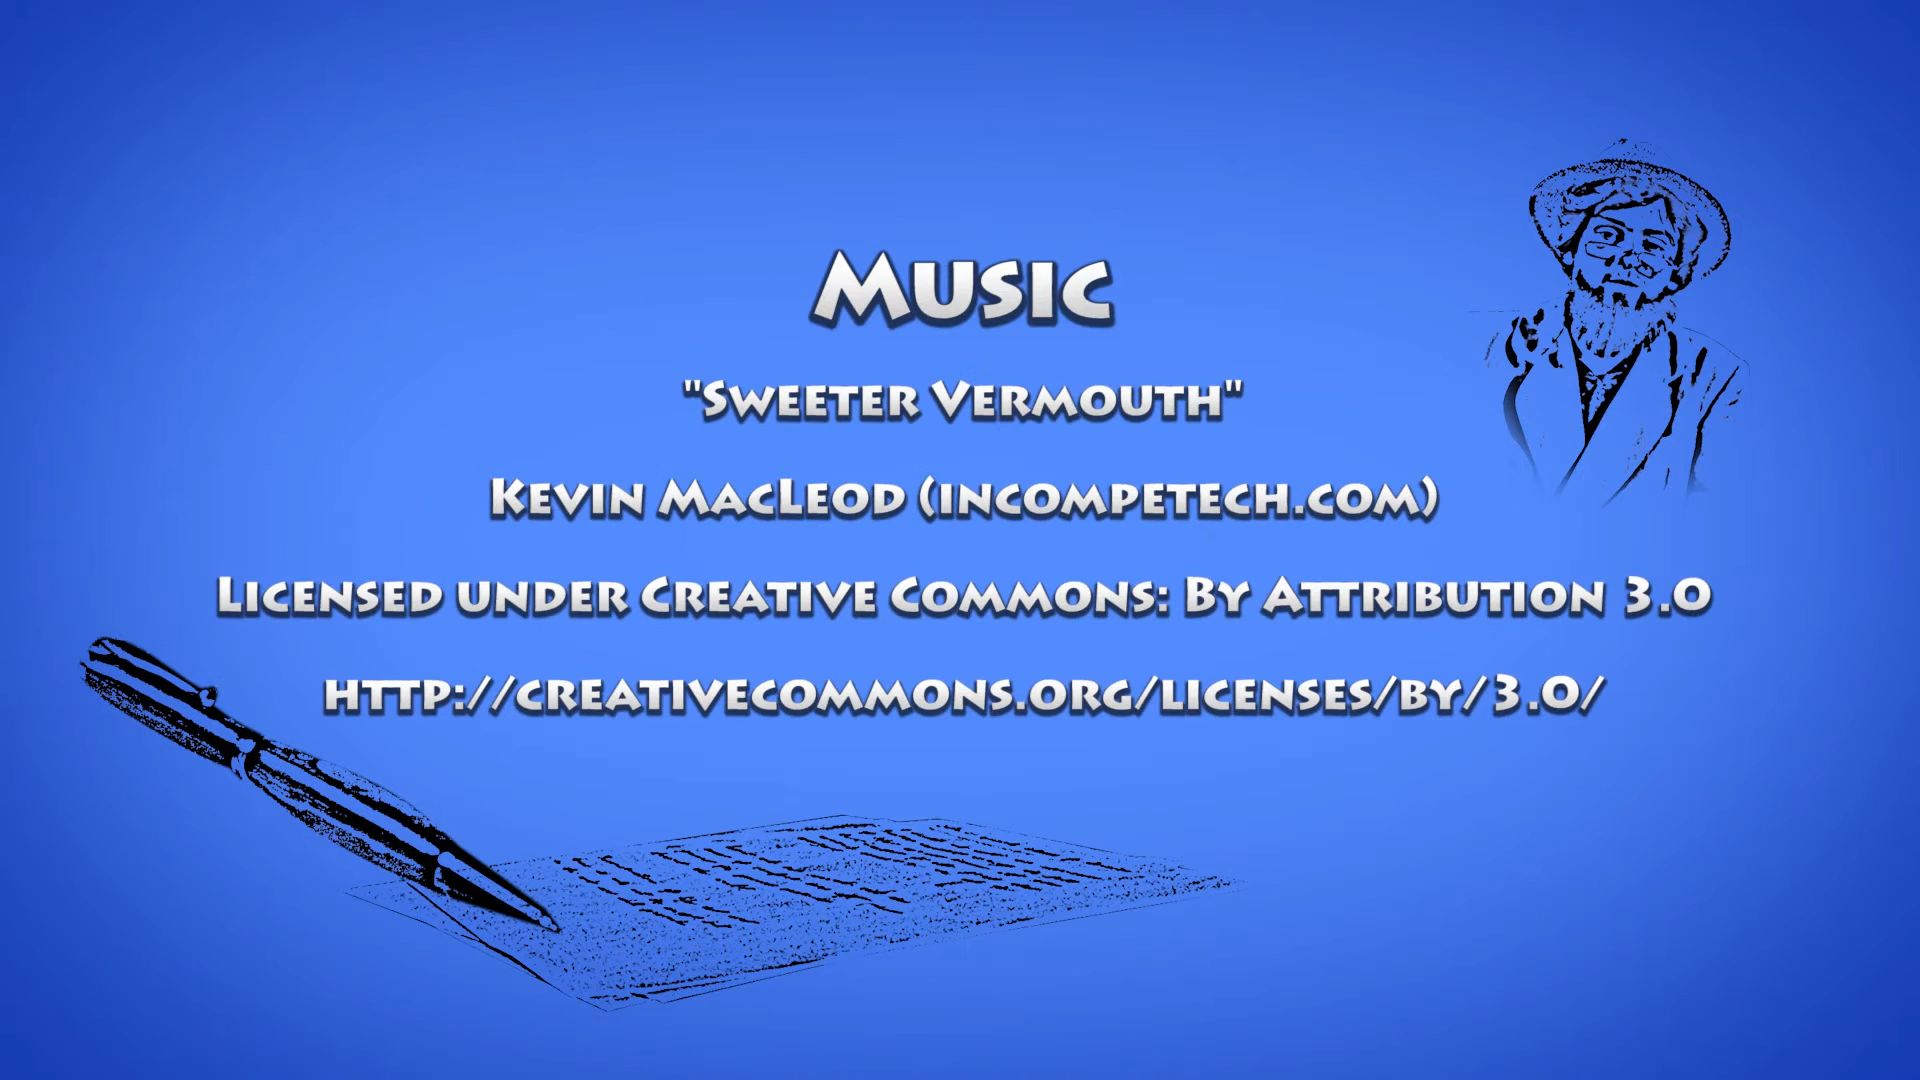 Music
"Sweeter Vermouth"
Kevin MacLeod (incompetech.com)
Licensed under Creative Commons: By Attribution 3.0
http://creativecommons.org/licenses/by/3.0/